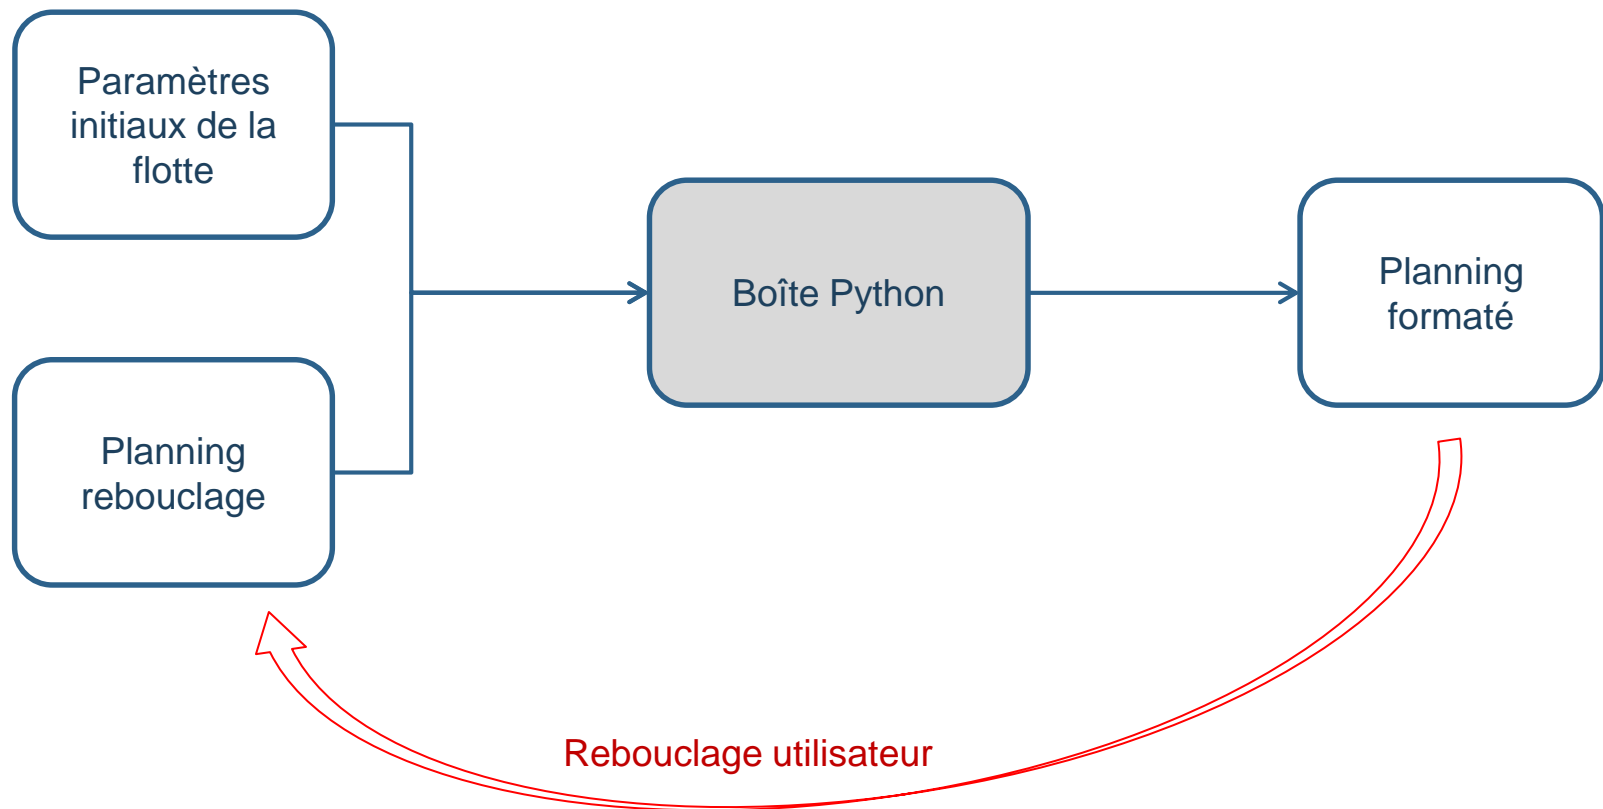 Paramètres
initiaux de la
flotte
Boîte Python
Planning
formaté
Planning
rebouclage
Rebouclage utilisateur